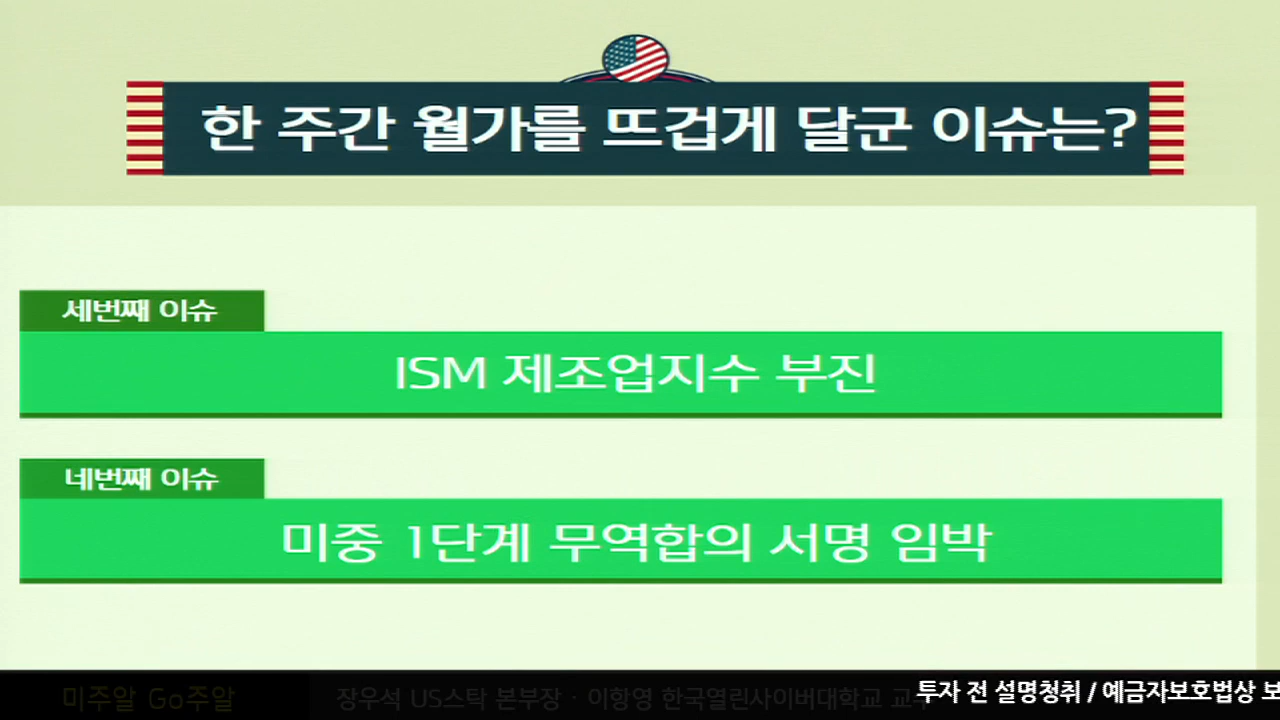 한 주간 월가를 뜨겁게 달군 이슈는?
세번째 이슈
ISM 제조업지수 부진
네번째 이슈
미중 1단계 무역합의 서명 임박
미주알 Go주알
장우석 US스탁 본부장 · 이항영 한국열린사이버대학교 교
투자 전 설명청취 / 예금자보호법상 보